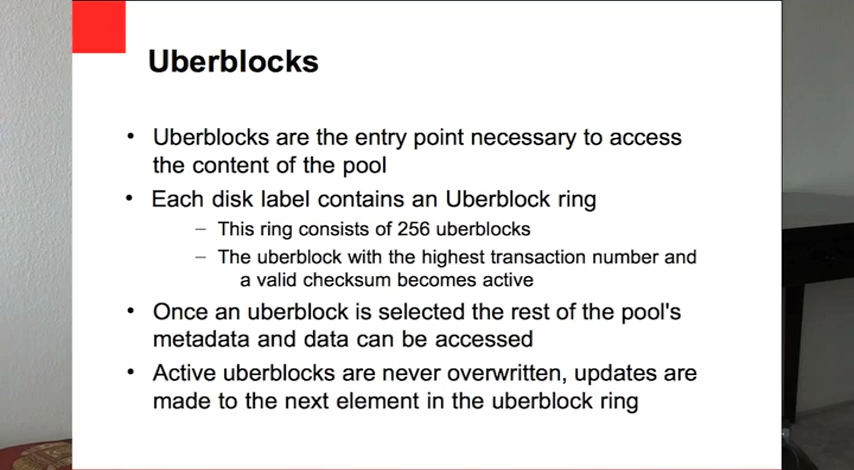 Uberblocks
• Uberblocks are the entry point necessary to access
the content of the pool
• Each disk label contains an Uberblock ring
– This ring consists of 256 uberblocks
– The uberblock with the highest transaction number and
a valid checksum becomes active
• Once an uberblock is selected the rest of the pool's
metadata and data can be accessed
• Active uberblocks are never overwritten, updates are
made to the next element in the uberblock ring